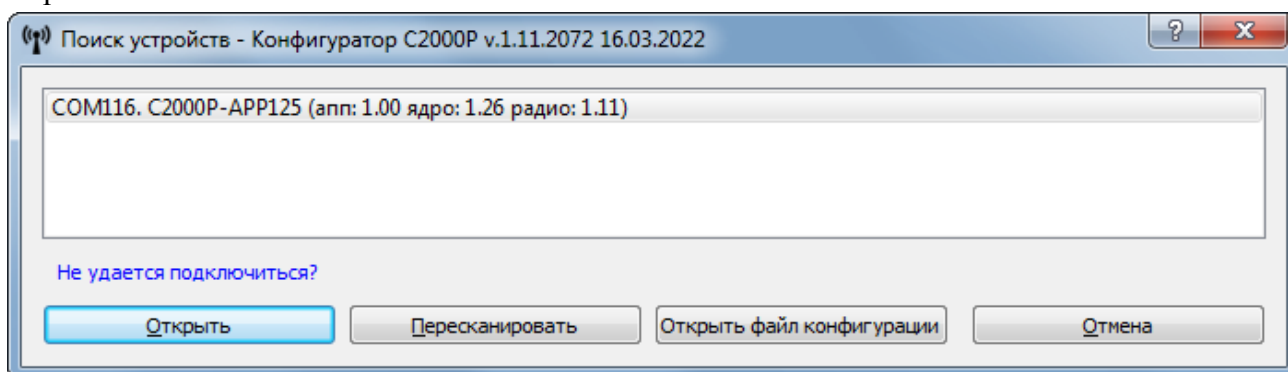 Поиск устройств - Конфигуратор С2000Р v.1.11.2072 16.03.2022
COM116. С2000Р-АРР125 (апп: 1.00 ядро: 1.26 радио: 1.11)
Не удается подключиться?
Открыть Пересканировать Открыть файл конфигурации Отмена